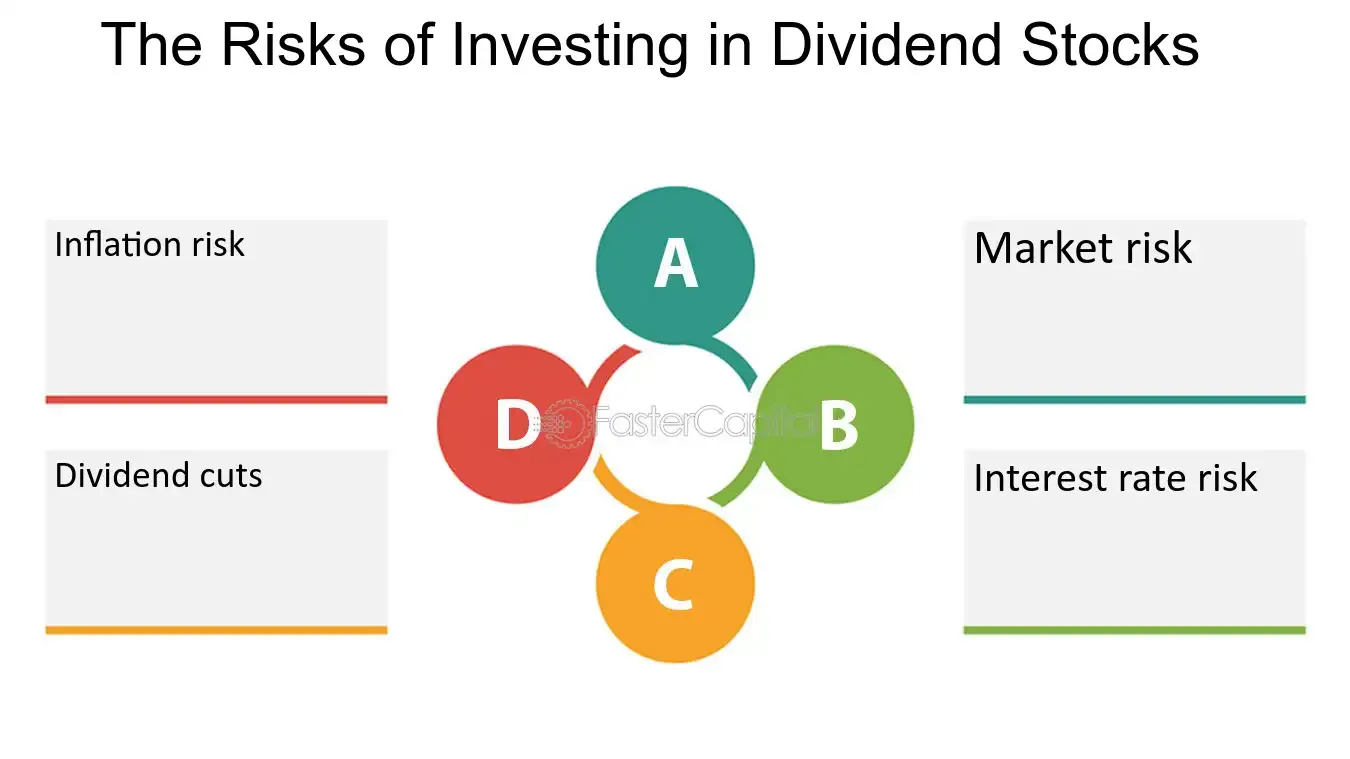 The Risks of Investing in Dividend Stocks
Inflation risk
Market risk
A
D
FasterCapital
B
Dividend cuts
Interest rate risk
C